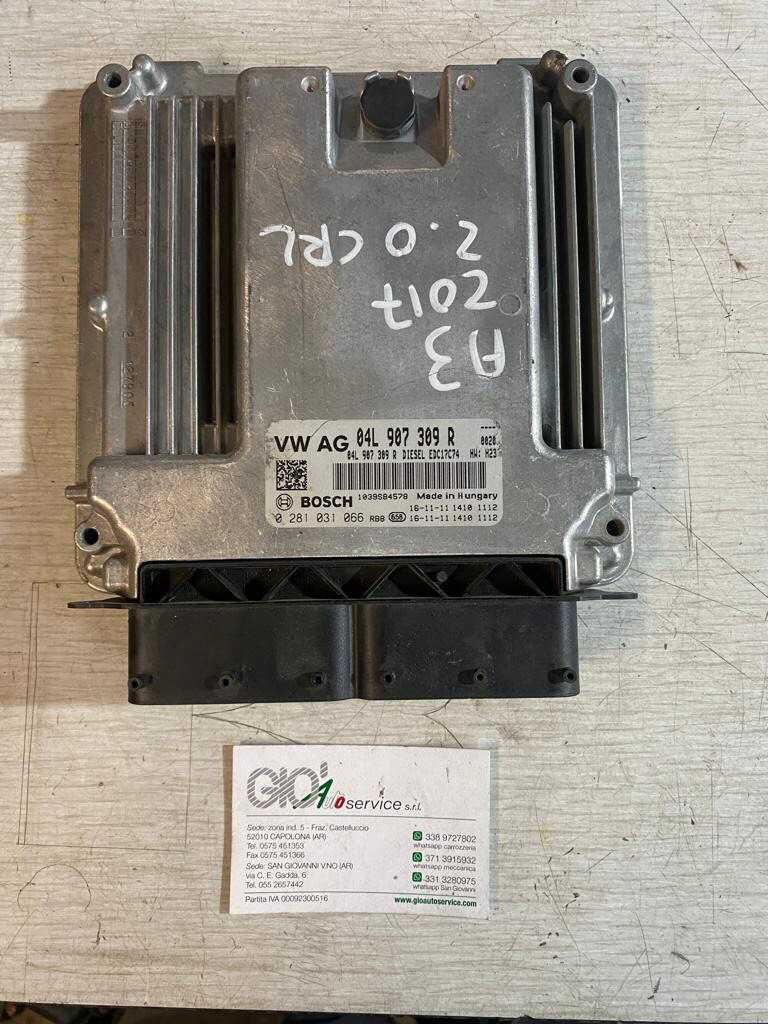 2.0 CRL
2017
A3
VW AG 04L 907 309 R ----
04L 907 309 R DIESEL EDC17C74 HW: H23
BOSCH 1039S84578 Made in Hungary
16-11-11 1410 1112
0 281 031 066 RBB 656 16-11-11 1410 1112
GIO' Autoservice s.r.l.
Sede: zona ind. 5 - Fraz. Castelluccio
52010 CAPOLONA (AR)
Tel. 0575 451353
Fax 0575 451366
Sede: SAN GIOVANNI V.NO (AR)
via C. E. Gadda, 6
Tel. 055 2657442
Partita IVA 00092300516
338 9727802
whatsapp carrozzeria
371 3915932
whatsapp meccanica
331 3280975
whatsapp San Giovanni
www.gioautoservice.com